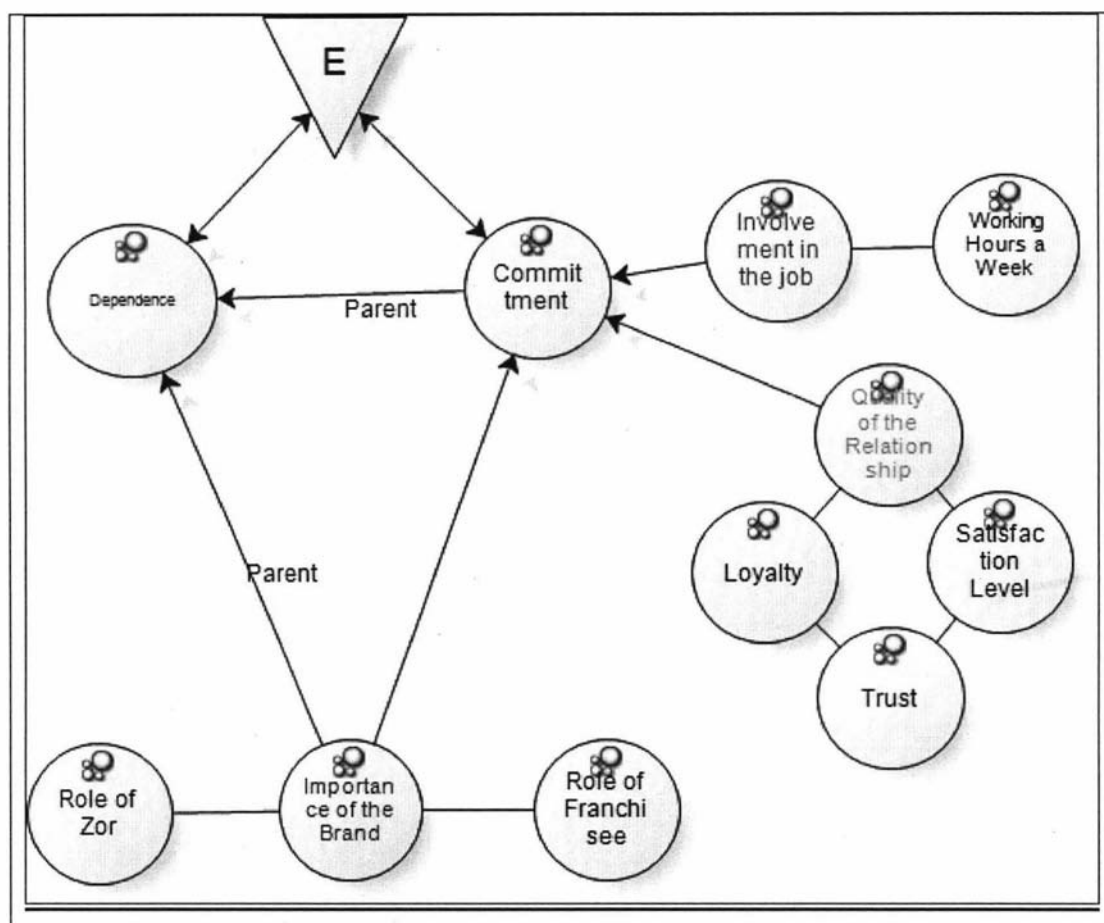 E
Dependence
Parent
Commit
tment
Involve
ment in
the job
Working
Hours a
Week
Quality
of the
Relation
ship
Loyalty
Satisfac
tion
Level
Trust
Parent
Role of
Zor
Importan
ce of the
Brand
Role of
Franchi
see